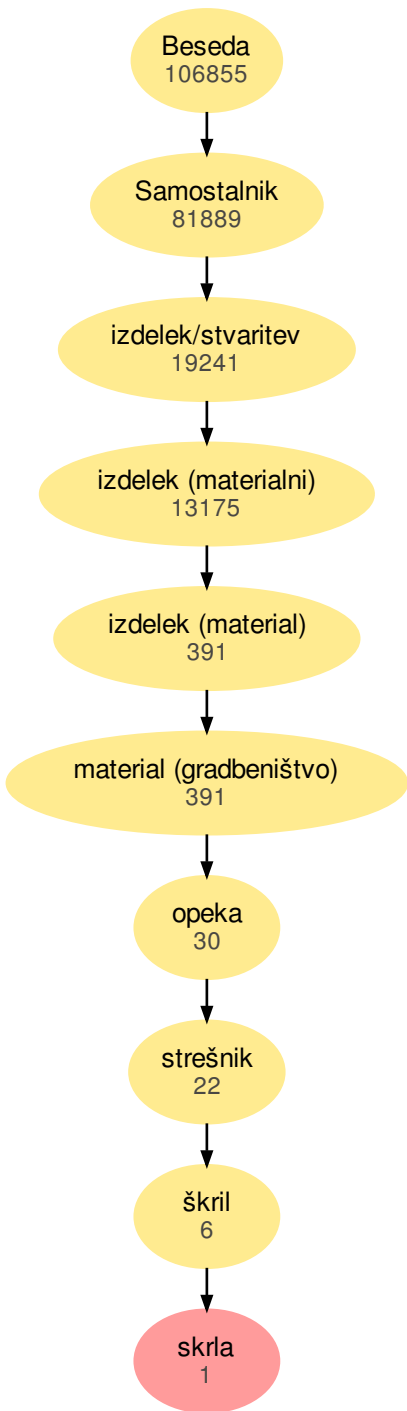 Beseda
106855
Samostalnik
81889
izdelek/stvaritev
19241
izdelek (materialni)
13175
izdelek (material)
391
material (gradbeništvo)
391
opeka
30
strešnik
22
škril
6
skrla
1